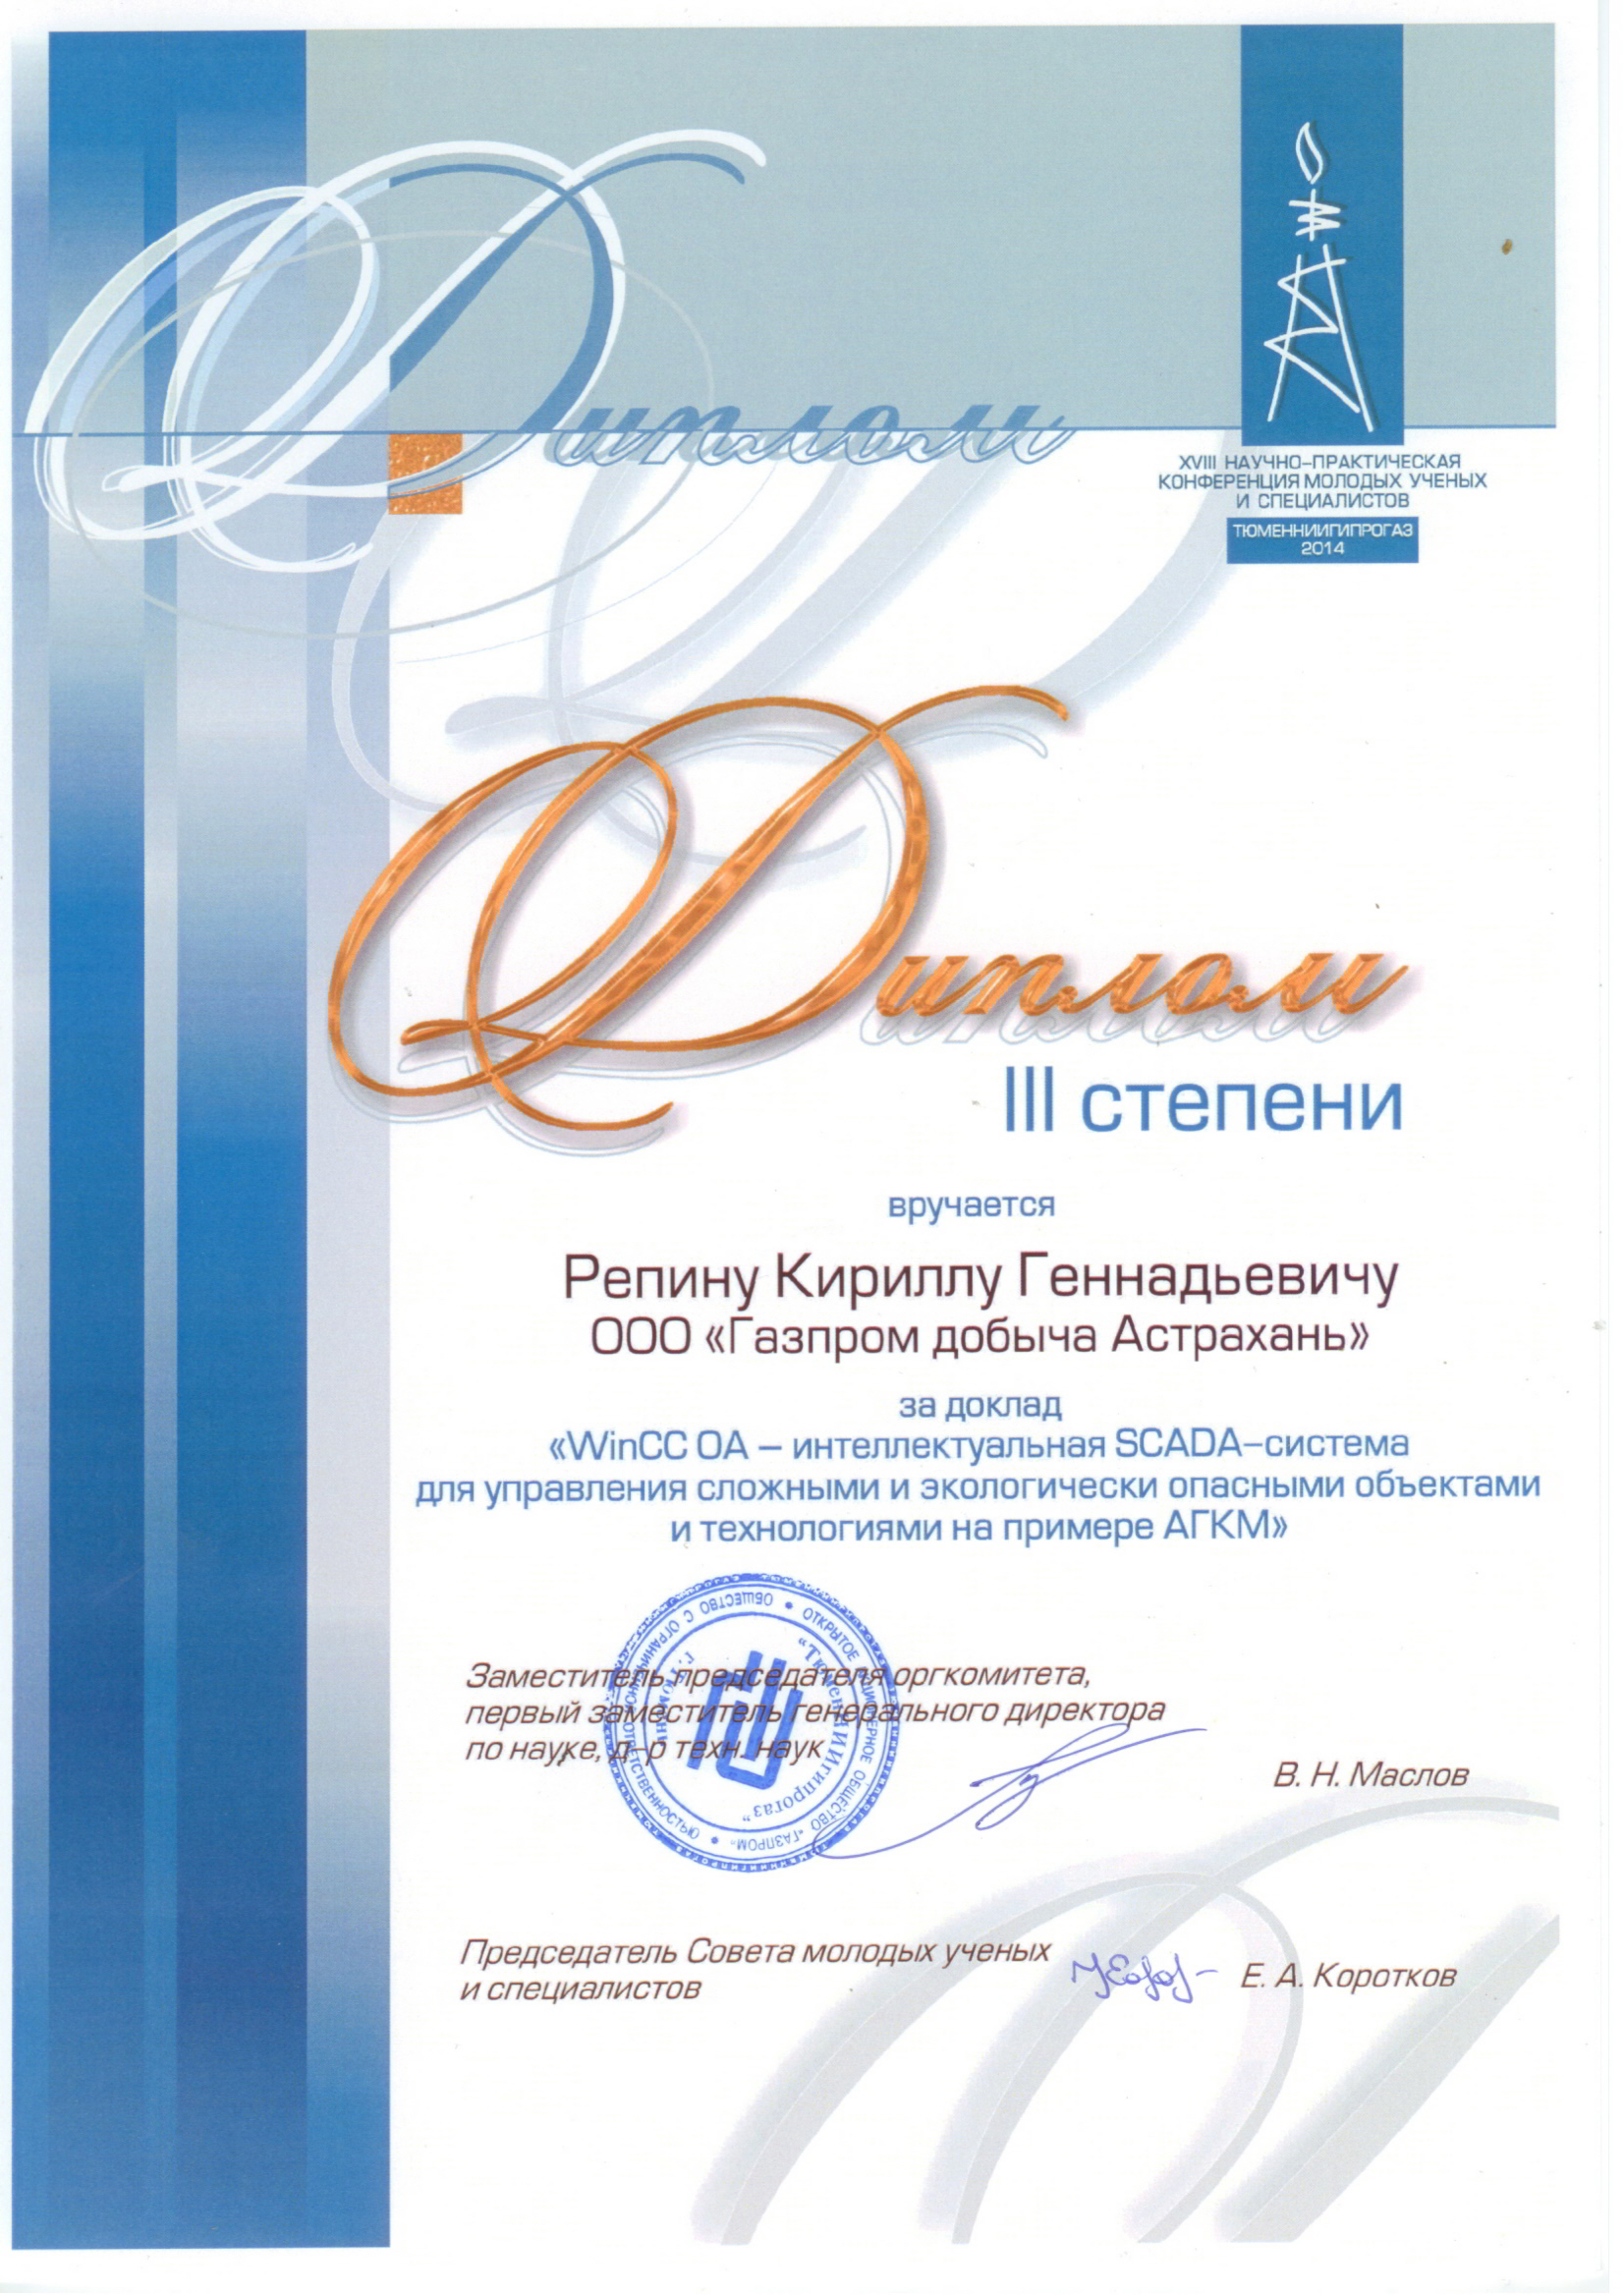 Диплом
XVIII НАУЧНО-ПРАКТИЧЕСКАЯ
КОНФЕРЕНЦИЯ МОЛОДЫХ УЧЕНЫХ
И СПЕЦИАЛИСТОВ
ТЮМЕННИИГИПРОГАЗ
2014
Диплом
III степени
вручается
Репину Кириллу Геннадьевичу
ООО «Газпром добыча Астрахань»
за доклад
«WinCC OA – интеллектуальная SCADA-система
для управления сложными и экологически опасными объектами
и технологиями на примере АГКМ»
Заместитель председателя оргкомитета,
первый заместитель генерального директора
по науке, д-р техн. наук
В. Н. Маслов
ОТКРЫТОЕ АКЦИОНЕРНОЕ ОБЩЕСТВО «ГАЗПРОМ» • ОБЩЕСТВО С ОГРАНИЧЕННОЙ ОТВЕТСТВЕННОСТЬЮ •
"ТюменНИИгипрогаз"
г. Тюмень
Председатель Совета молодых ученых
и специалистов
Е. А. Коротков